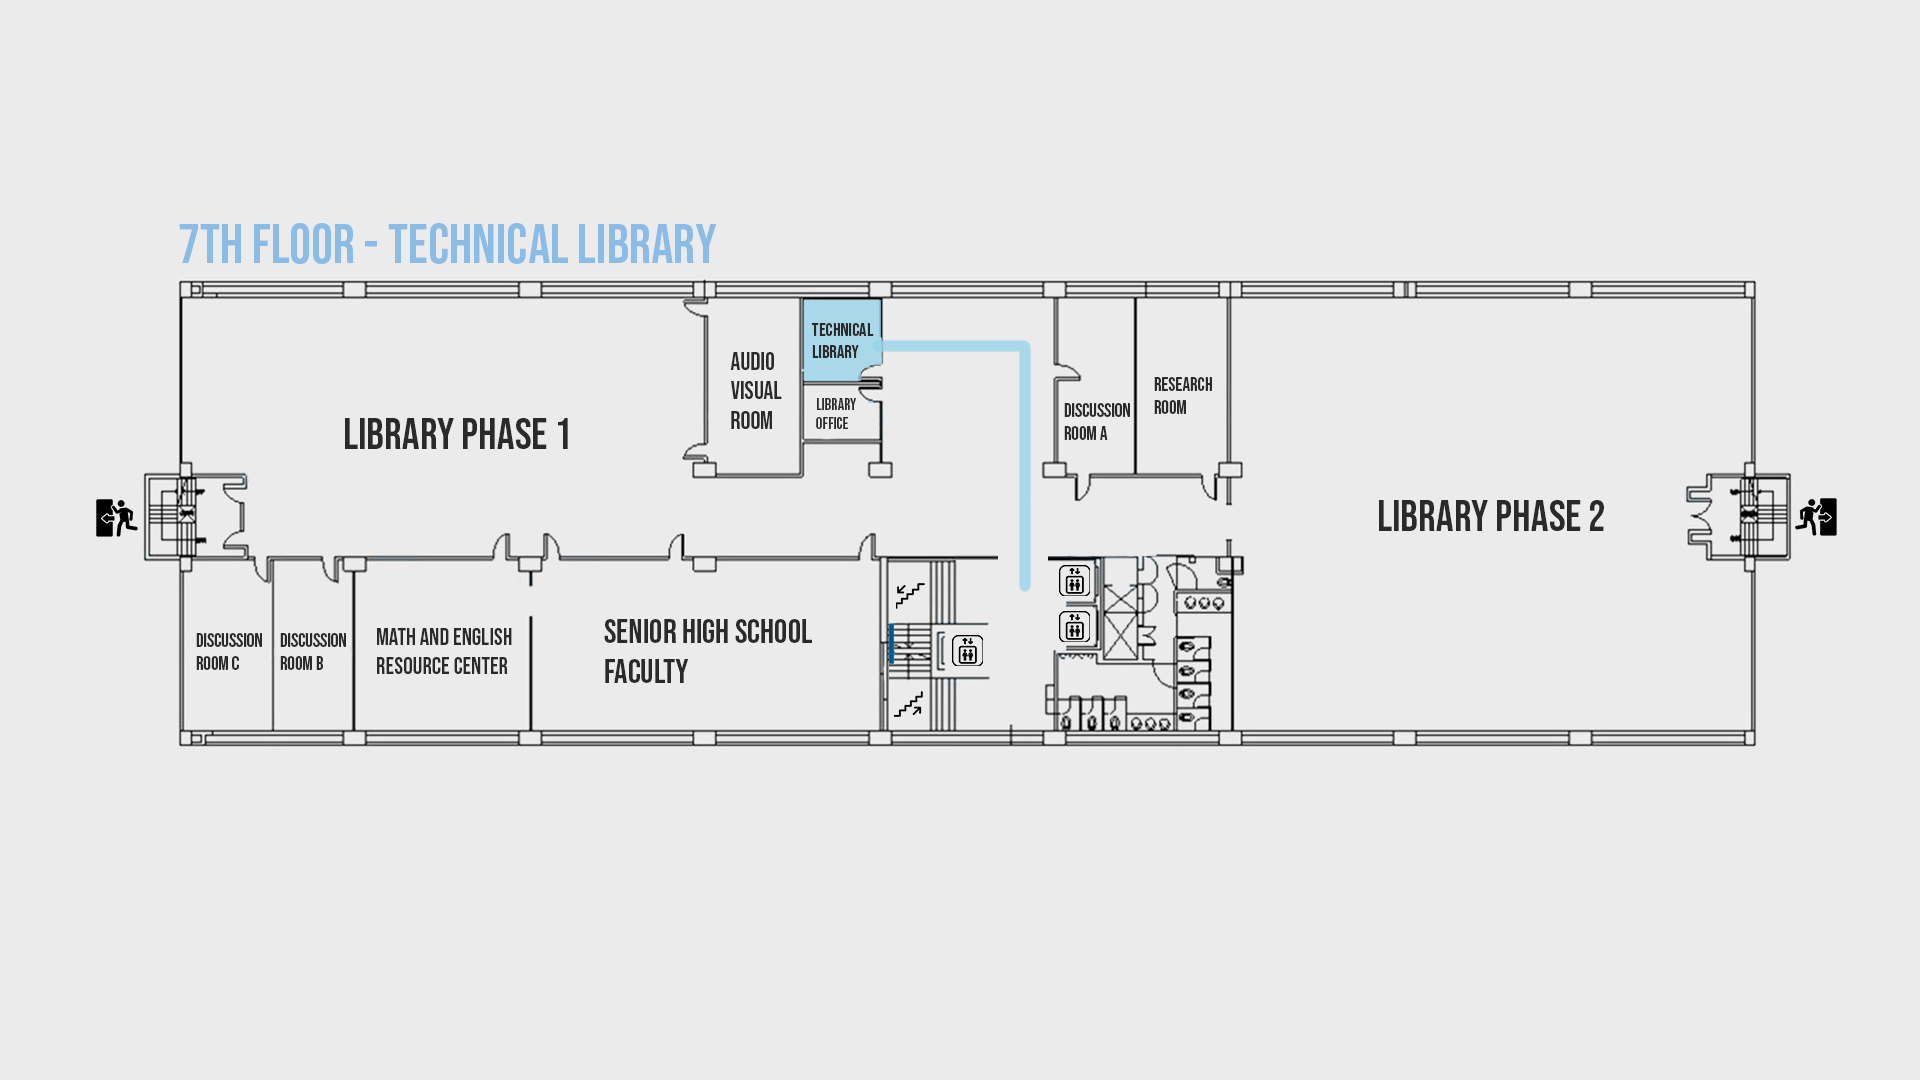 7TH FLOOR - TECHNICAL LIBRARY
TECHNICAL
LIBRARY
AUDIO
VISUAL
ROOM
LIBRARY
OFFICE
LIBRARY PHASE 1
DISCUSSION
ROOM A
RESEARCH
ROOM
LIBRARY PHASE 2
DISCUSSION
ROOM C
DISCUSSION
ROOM B
MATH AND ENGLISH
RESOURCE CENTER
SENIOR HIGH SCHOOL
FACULTY